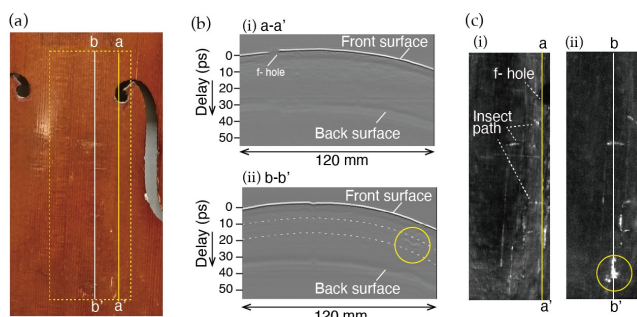 (a)
b a
b’ a’
(b)
(i) a-a’
Front surface
f- hole
Back surface
Delay (ps)
0
10
20
30
40
50
120 mm
(ii) b-b’
Front surface
Back surface
Delay (ps)
0
10
20
30
40
50
120 mm
(c)
(i)
a
f- hole
Insect
path
a’
(ii)
b
b’